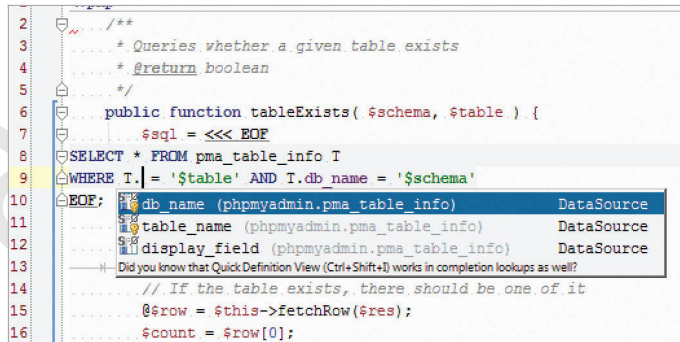 2 /**
3 * Queries whether a given table exists
4 * @return boolean
5 */
6 public function tableExists( $schema, $table ) {
7 $sql = <<< EOF
8 SELECT * FROM pma_table_info T
9 WHERE T. = '$table' AND T.db_name = '$schema'
10 EOF;
db_name (phpmyadmin.pma_table_info) DataSource
11 table_name (phpmyadmin.pma_table_info) DataSource
12 display_field (phpmyadmin.pma_table_info) DataSource
13 Did you know that Quick Definition View (Ctrl+Shift+I) works in completion lookups as well?
14 // If the table exists, there should be one of it
15 @$row = $this->fetchRow($res);
16 $count = $row[0];